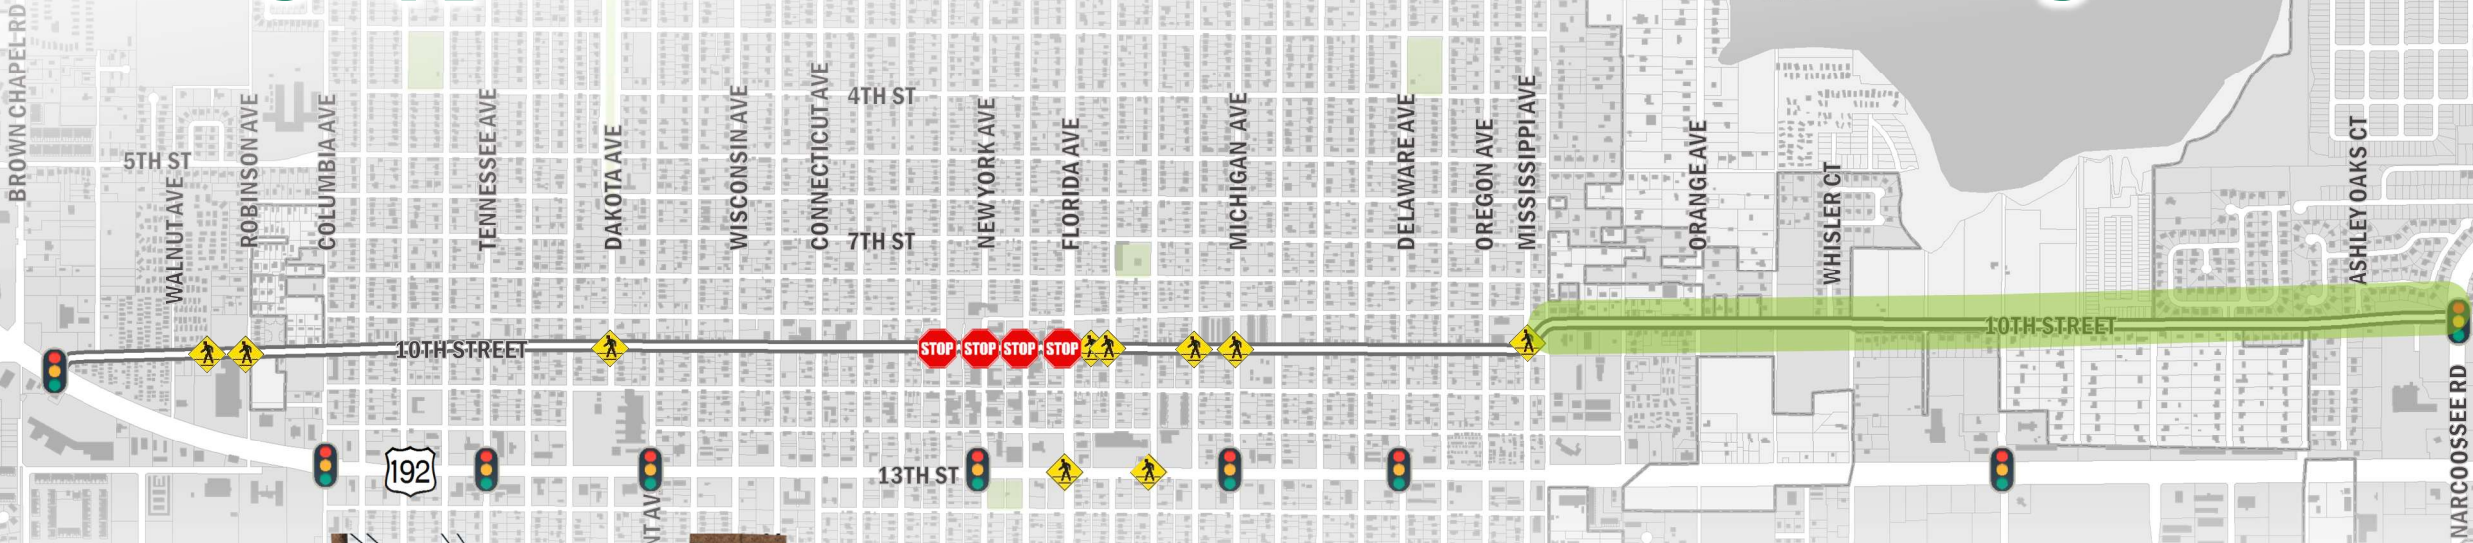 BROWN CHAPEL RD
5TH ST
WALNUT AVE
ROBINSON AVE
COLUMBIA AVE
TENNESSEE AVE
DAKOTA AVE
WISCONSIN AVE
CONNECTICUT AVE
4TH ST
7TH ST
NEW YORK AVE
FLORIDA AVE
MICHIGAN AVE
DELAWARE AVE
OREGON AVE
MISSISSIPPI AVE
ORANGE AVE
WHISLER CT
ASHLEY OAKS CT
10TH STREET
STOP
STOP
STOP
STOP
10TH STREET
192
NT AV
13TH ST
NARCOOSSEE RD